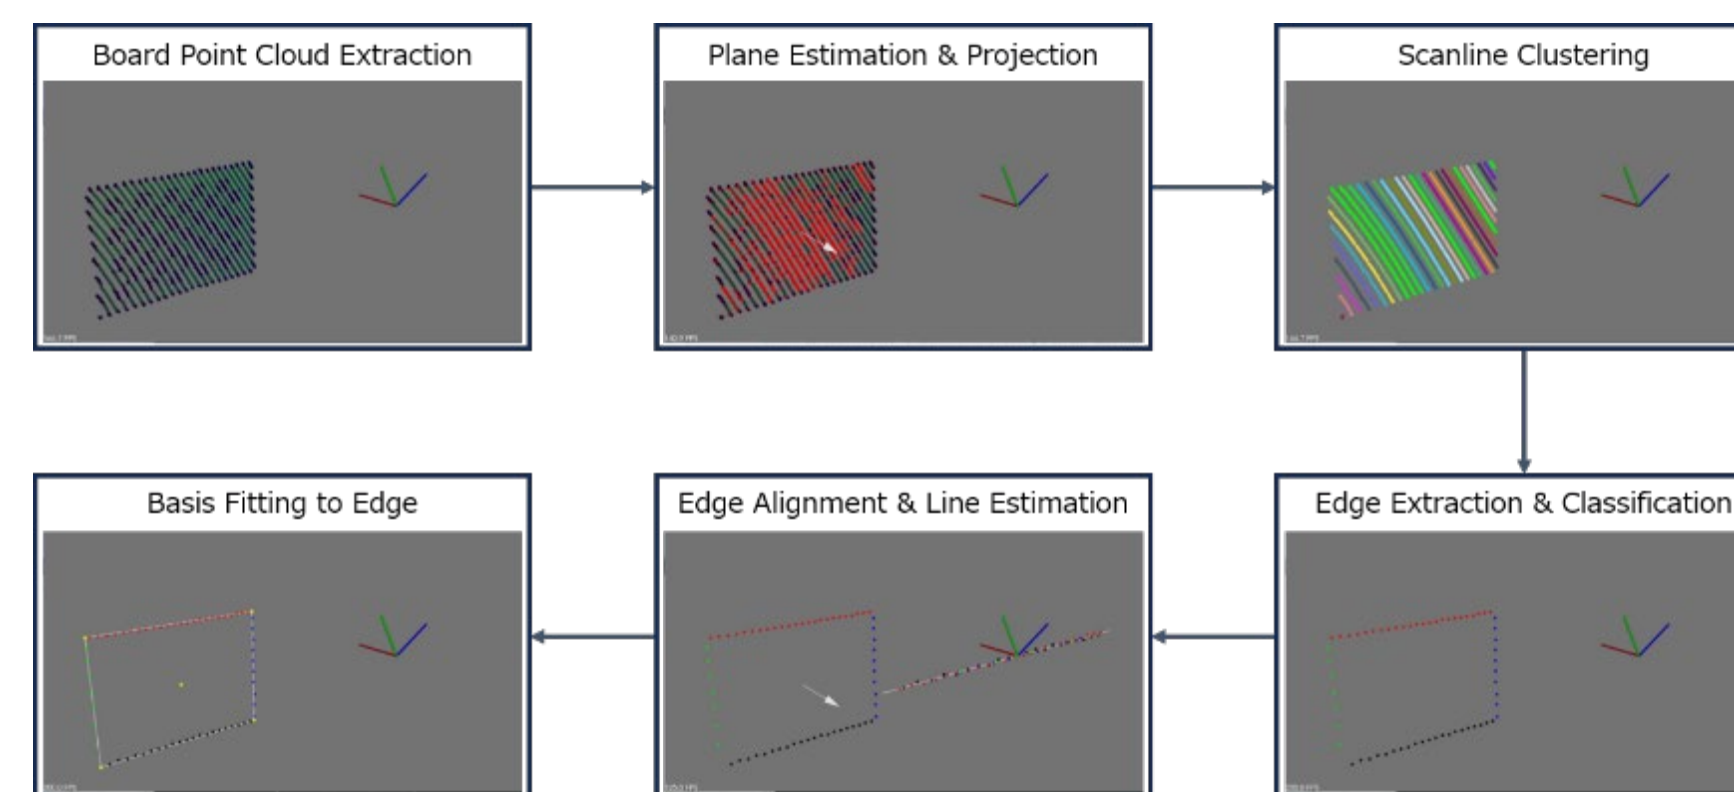 Board Point Cloud Extraction
Plane Estimation & Projection
Scanline Clustering
Basis Fitting to Edge
Edge Alignment & Line Estimation
Edge Extraction & Classification